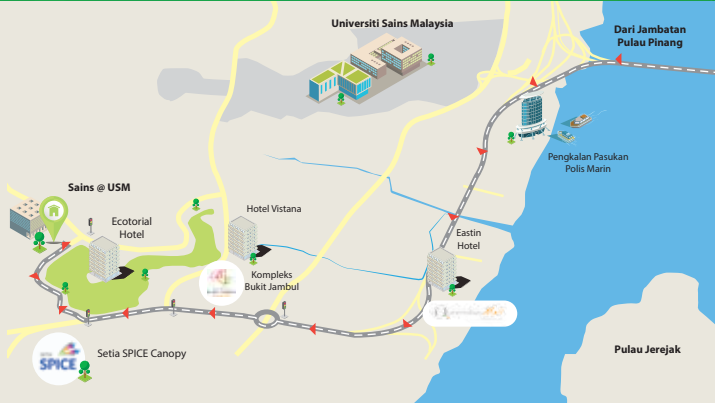 Universiti Sains Malaysia
Dari Jambatan
Pulau Pinang
Pengkalan Pasukan
Polis Marin
Sains @ USM
Ecotorial
Hotel
Hotel Vistana
Eastin
Hotel
Kompleks
Bukit Jambul
SETIA
SPICE
Setia SPICE Canopy
Pulau Jerejak